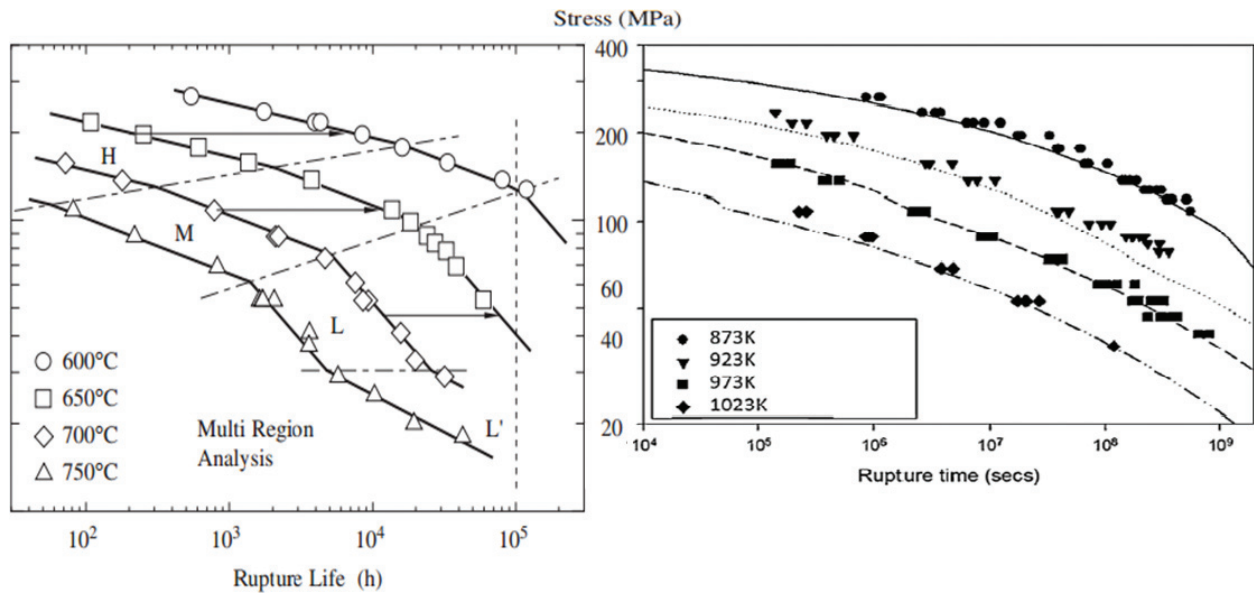 Stress (MPa)
400
200
100
60
40
20
H
M
L
L'
600°C
650°C
700°C
750°C
Multi Region
Analysis
10²
10³
10⁴
10⁵
Rupture Life (h)
873K
923K
973K
1023K
10⁴
10⁵
10⁶
10⁷
10⁸
10⁹
Rupture time (secs)